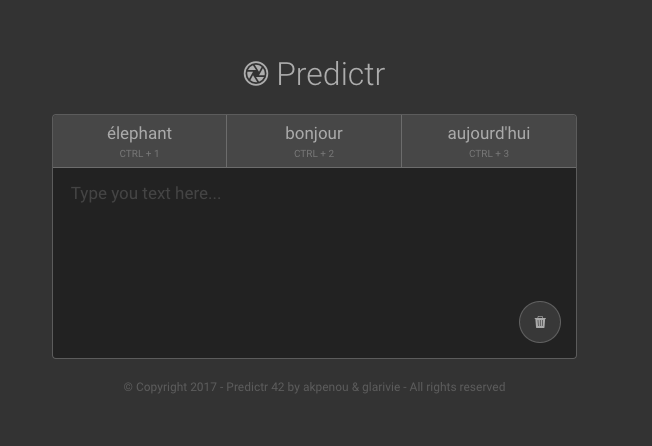 Predictr
élephant bonjour aujourd'hui
CTRL + 1 CTRL + 2 CTRL + 3
Type you text here...
© Copyright 2017 - Predictr 42 by akpenou & glarivie - All rights reserved